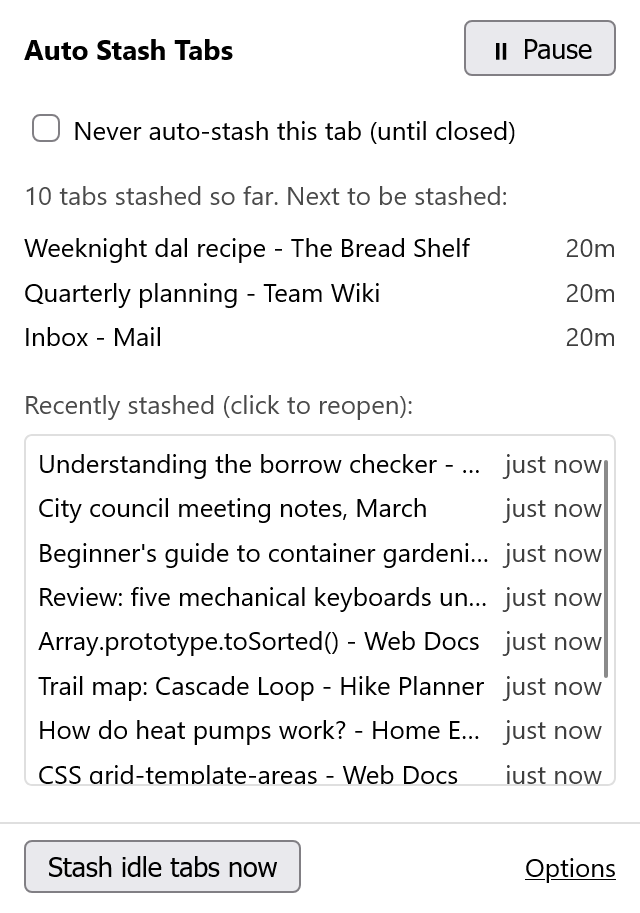 Auto Stash Tabs
Pause
Never auto-stash this tab (until closed)
10 tabs stashed so far. Next to be stashed:
Weeknight dal recipe - The Bread Shelf 20m
Quarterly planning - Team Wiki 20m
Inbox - Mail 20m
Recently stashed (click to reopen):
Understanding the borrow checker - ... just now
City council meeting notes, March just now
Beginner's guide to container gardeni... just now
Review: five mechanical keyboards un... just now
Array.prototype.toSorted() - Web Docs just now
Trail map: Cascade Loop - Hike Planner just now
How do heat pumps work? - Home E... just now
CSS grid-template-areas - Web Docs just now
Stash idle tabs now
Options